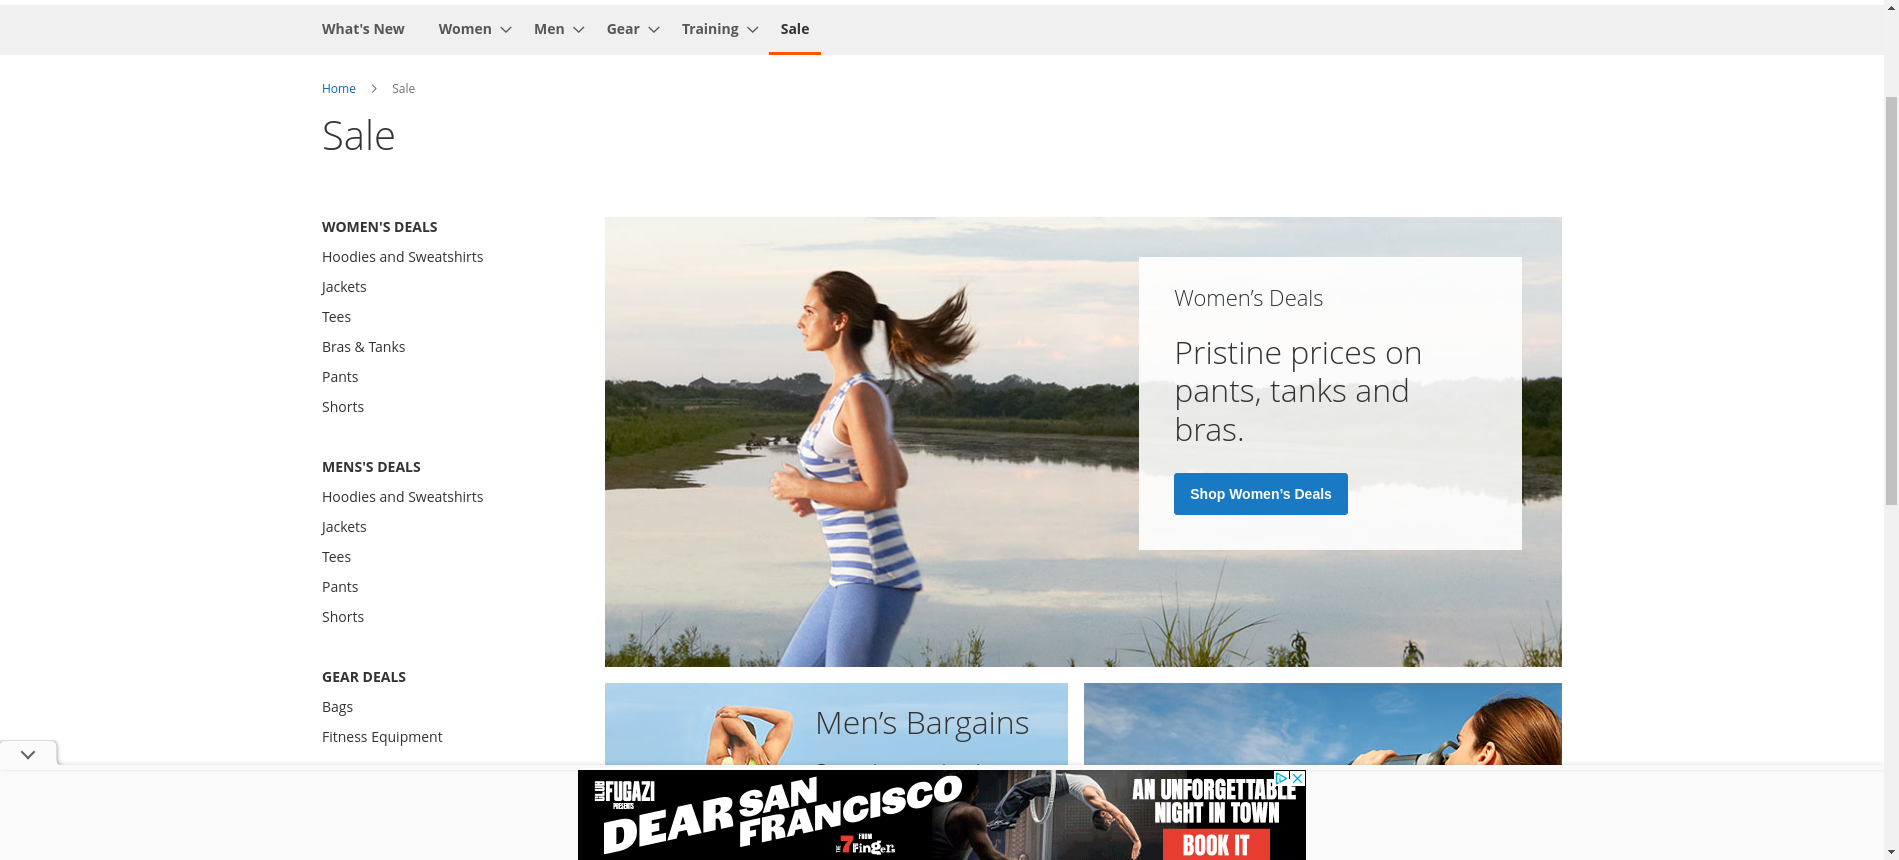 What's New Women Men Gear Training Sale
Home Sale
Sale
WOMEN'S DEALS
Hoodies and Sweatshirts
Jackets
Tees
Bras & Tanks
Pants
Shorts
MENS'S DEALS
Hoodies and Sweatshirts
Jackets
Tees
Pants
Shorts
GEAR DEALS
Bags
Fitness Equipment
Women’s Deals
Pristine prices on
pants, tanks and
bras.
Shop Women’s Deals
Men’s Bargains
CLUB FUGAZI
PRESENTS
DEAR SAN
FRANCISCO
FROM
THE 7 Fingers
AN UNFORGETTABLE
NIGHT IN TOWN
BOOK IT